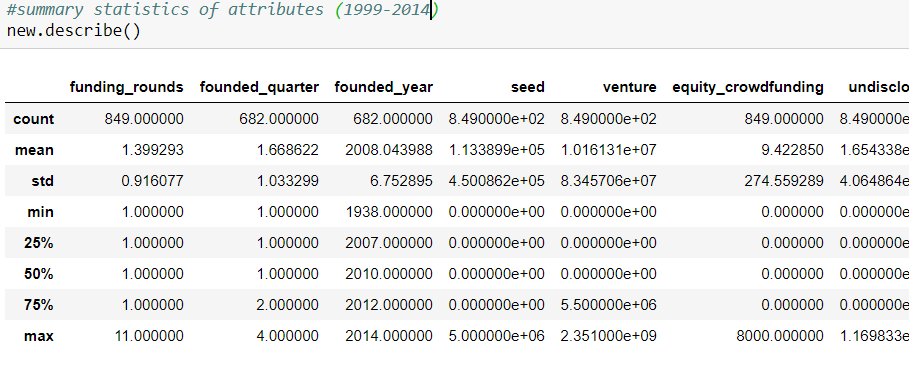 #summary statistics of attributes (1999-2014)
new.describe()
funding_rounds founded_quarter founded_year seed venture equity_crowdfunding undisclo
count 849.000000 682.000000 682.000000 8.490000e+02 8.490000e+02 849.000000 8.490000e
mean 1.399293 1.668622 2008.043988 1.133899e+05 1.016131e+07 9.422850 1.654338e
std 0.916077 1.033299 6.752895 4.500862e+05 8.345706e+07 274.559289 4.064864e
min 1.000000 1.000000 1938.000000 0.000000e+00 0.000000e+00 0.000000 0.000000e
25% 1.000000 1.000000 2007.000000 0.000000e+00 0.000000e+00 0.000000 0.000000e
50% 1.000000 1.000000 2010.000000 0.000000e+00 0.000000e+00 0.000000 0.000000e
75% 1.000000 2.000000 2012.000000 0.000000e+00 5.500000e+06 0.000000 0.000000e
max 11.000000 4.000000 2014.000000 5.000000e+06 2.351000e+09 8000.000000 1.169833e